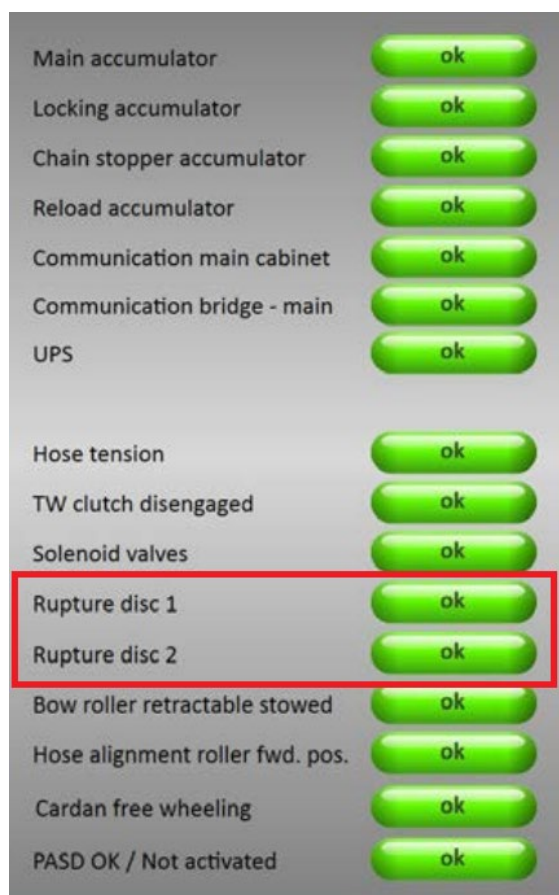 Main accumulator ok
Locking accumulator ok
Chain stopper accumulator ok
Reload accumulator ok
Communication main cabinet ok
Communication bridge - main ok
UPS ok
Hose tension ok
TW clutch disengaged ok
Solenoid valves ok
Rupture disc 1 ok
Rupture disc 2 ok
Bow roller retractable stowed ok
Hose alignment roller fwd. pos. ok
Cardan free wheeling ok
PASD OK / Not activated ok